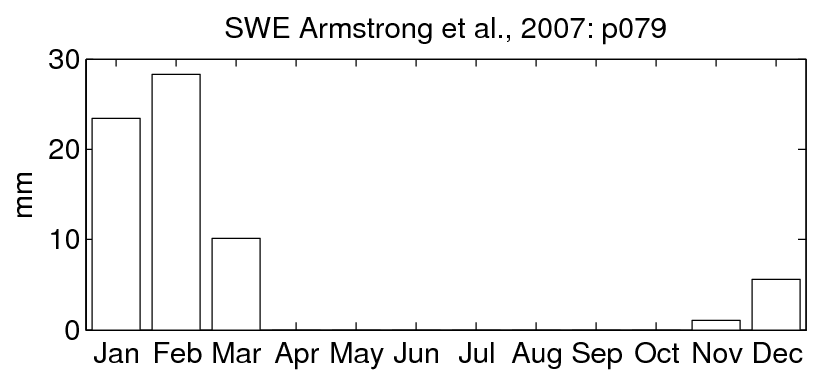 SWE Armstrong et al., 2007: p079
30
20
10
0
mm
Jan Feb Mar Apr May Jun Jul Aug Sep Oct Nov Dec